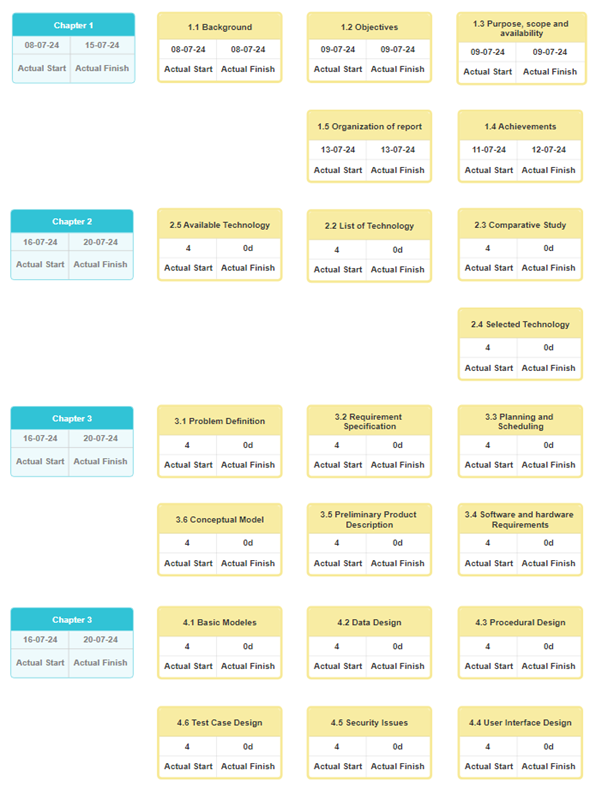 Chapter 1
08-07-24 15-07-24
Actual Start Actual Finish
1.1 Background
08-07-24 08-07-24
Actual Start Actual Finish
1.2 Objectives
09-07-24 09-07-24
Actual Start Actual Finish
1.3 Purpose, scope and
availability
09-07-24 09-07-24
Actual Start Actual Finish
1.5 Organization of report
13-07-24 13-07-24
Actual Start Actual Finish
1.4 Achievements
11-07-24 12-07-24
Actual Start Actual Finish
Chapter 2
16-07-24 20-07-24
Actual Start Actual Finish
2.5 Available Technology
4 0d
Actual Start Actual Finish
2.2 List of Technology
4 0d
Actual Start Actual Finish
2.3 Comparative Study
4 0d
Actual Start Actual Finish
2.4 Selected Technology
4 0d
Actual Start Actual Finish
Chapter 3
16-07-24 20-07-24
Actual Start Actual Finish
3.1 Problem Definition
4 0d
Actual Start Actual Finish
3.2 Requirement
Specification
4 0d
Actual Start Actual Finish
3.3 Planning and
Scheduling
4 0d
Actual Start Actual Finish
3.6 Conceptual Model
4 0d
Actual Start Actual Finish
3.5 Preliminary Product
Description
4 0d
Actual Start Actual Finish
3.4 Software and hardware
Requirements
4 0d
Actual Start Actual Finish
Chapter 3
16-07-24 20-07-24
Actual Start Actual Finish
4.1 Basic Modeles
4 0d
Actual Start Actual Finish
4.2 Data Design
4 0d
Actual Start Actual Finish
4.3 Procedural Design
4 0d
Actual Start Actual Finish
4.6 Test Case Design
4 0d
Actual Start Actual Finish
4.5 Security Issues
4 0d
Actual Start Actual Finish
4.4 User Interface Design
4 0d
Actual Start Actual Finish